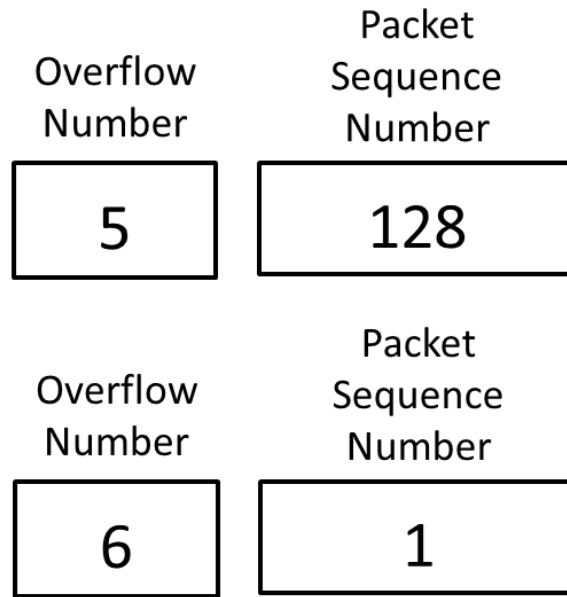 Overflow
Number
Packet
Sequence
Number
5
128
Overflow
Number
Packet
Sequence
Number
6
1